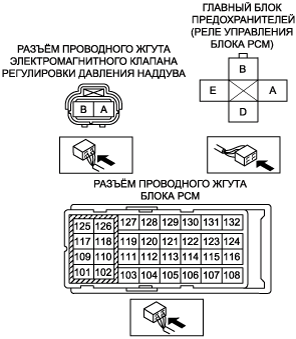 РАЗЪЁМ ПРОВОДНОГО ЖГУТА
ЭЛЕКТРОМАГНИТНОГО КЛАПАНА
РЕГУЛИРОВКИ ДАВЛЕНИЯ НАДДУВА
B A
ГЛАВНЫЙ БЛОК
ПРЕДОХРАНИТЕЛЕЙ
(РЕЛЕ УПРАВЛЕНИЯ
БЛОКА PCM)
B
E A
D
РАЗЪЁМ ПРОВОДНОГО ЖГУТА
БЛОКА PCM
125 126 127 128 129 130 131 132
117 118 119 120 121 122 123 124
109 110 111 112 113 114 115 116
101 102 103 104 105 106 107 108